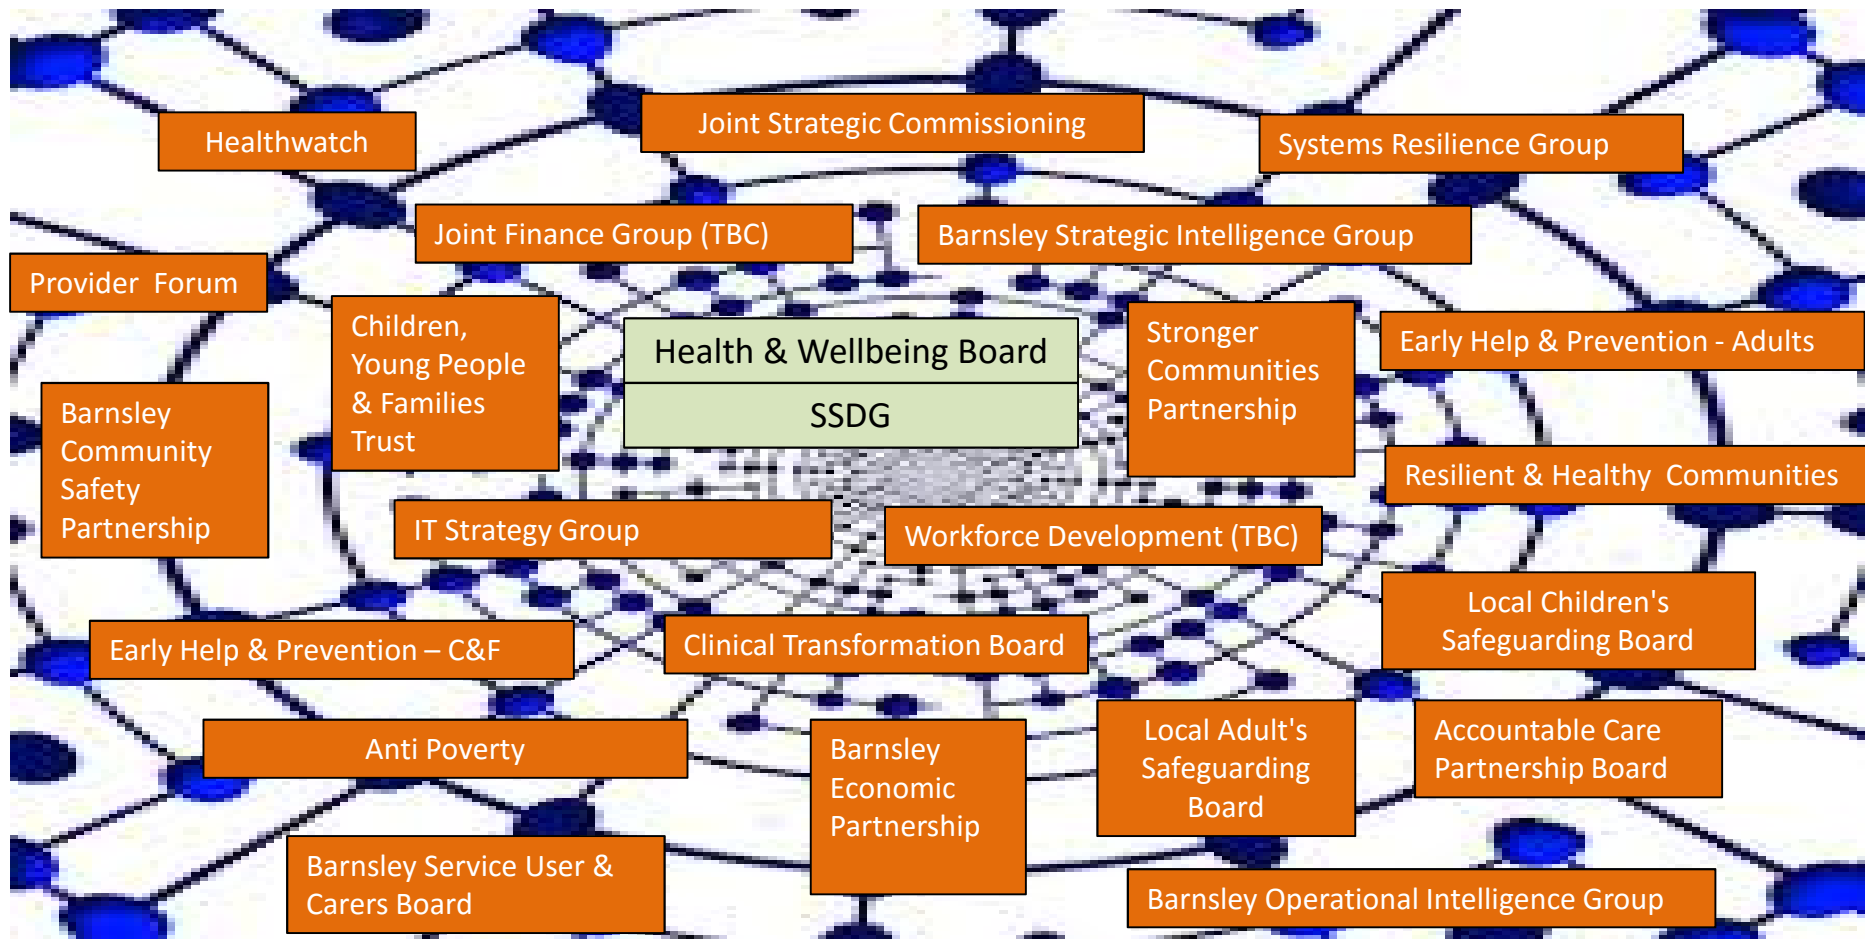 Healthwatch
Joint Strategic Commissioning
Systems Resilience Group
Joint Finance Group (TBC)
Barnsley Strategic Intelligence Group
Provider  Forum
Children,
Young People
& Families
Trust
Health & Wellbeing Board
SSDG
Stronger
Communities
Partnership
Early Help & Prevention - Adults
Barnsley
Community
Safety
Partnership
Resilient & Healthy  Communities
IT Strategy Group
Workforce Development (TBC)
Local Children's
Safeguarding Board
Early Help & Prevention – C&F
Clinical Transformation Board
Anti Poverty
Barnsley
Economic
Partnership
Local Adult's
Safeguarding
Board
Accountable Care
Partnership Board
Barnsley Service User &
Carers Board
Barnsley Operational Intelligence Group